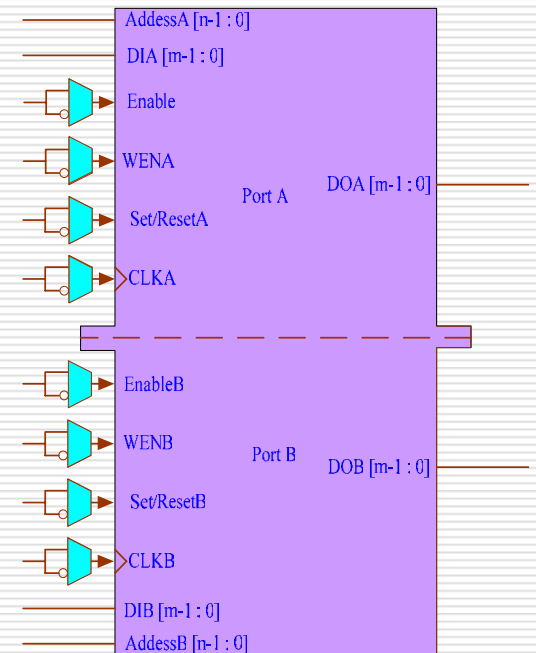 AddessA [n-1 : 0]
DIA [m-1 : 0]
Enable
WENA
DOA [m-1 : 0]
Port A
Set/ResetA
CLKA
EnableB
WENB
Port B
DOB [m-1 : 0]
Set/ResetB
CLKB
DIB [m-1 : 0]
AddessB [n-1 : 0]